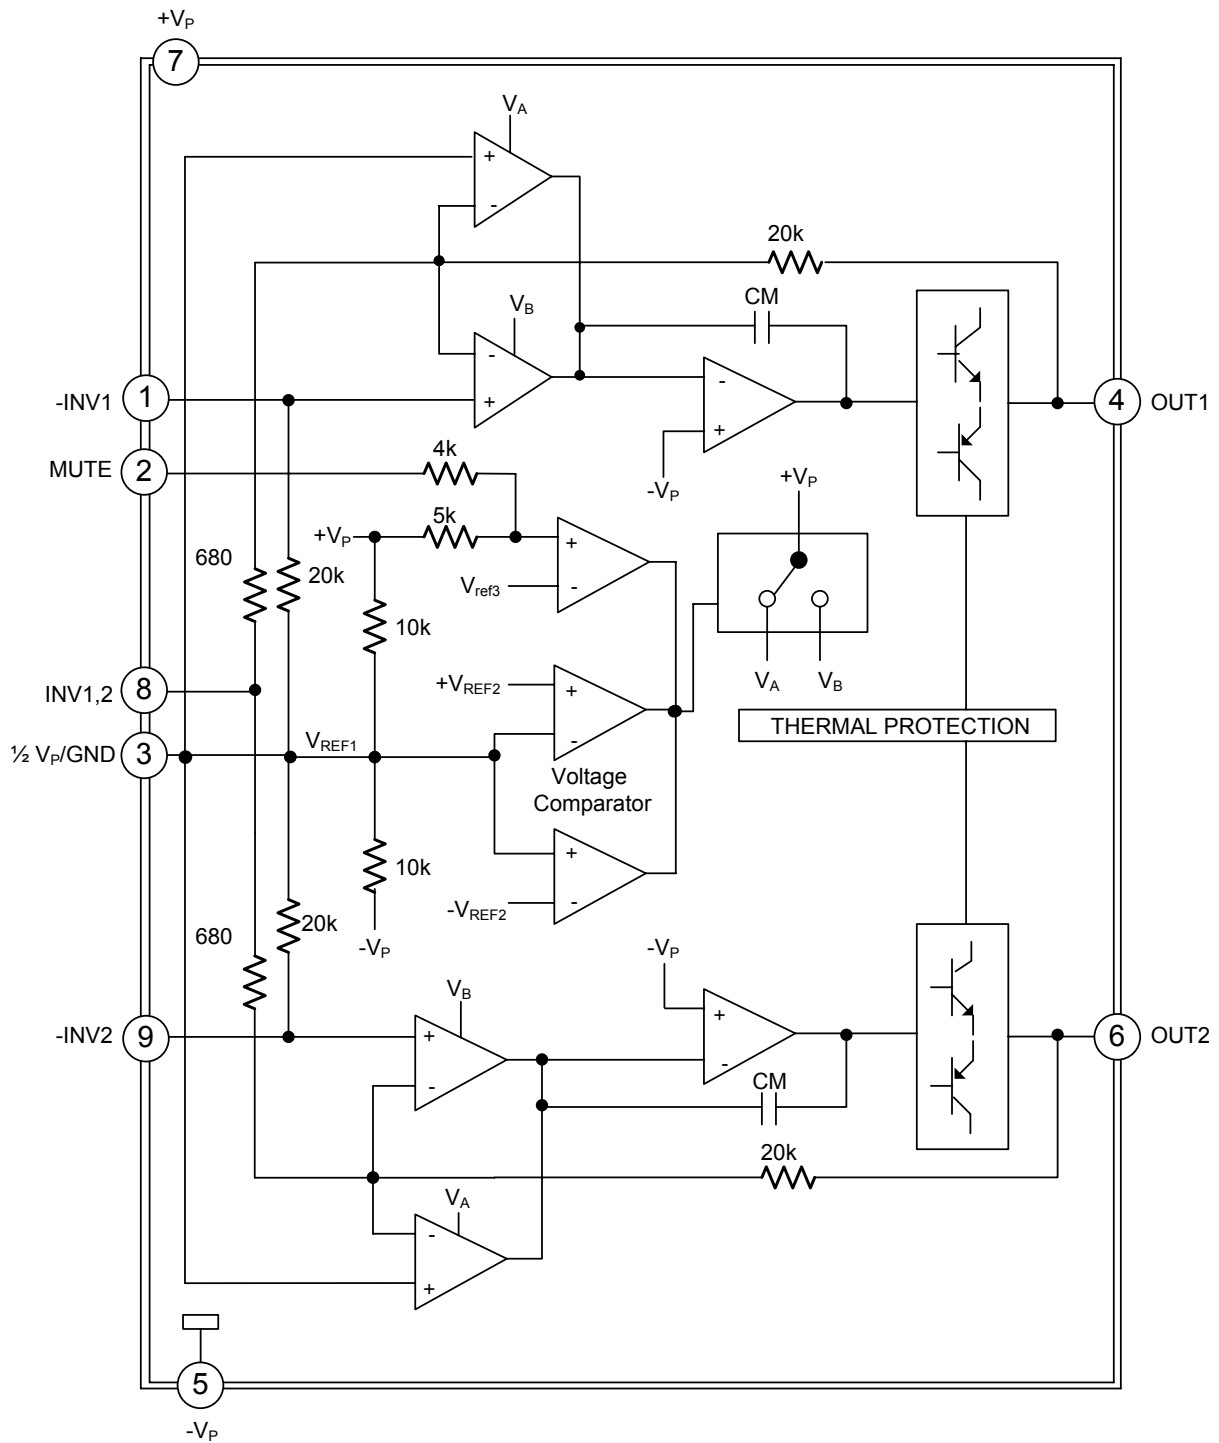 +VP
7
VA
+
-
20k
CM
VB
-
+
-
+
-VP
-INV1
1
4
OUT1
MUTE
2
4k
+VP
+VP
5k
+
-
Vref3
680
20k
10k
VA
VB
INV1,2
8
+VREF2
+
-
THERMAL PROTECTION
½ VP/GND
3
VREF1
Voltage
Comparator
10k
+
-
-VREF2
-VP
680
20k
-VP
-INV2
9
VB
+
-
+
-
6
OUT2
CM
20k
VA
-
+
5
-VP